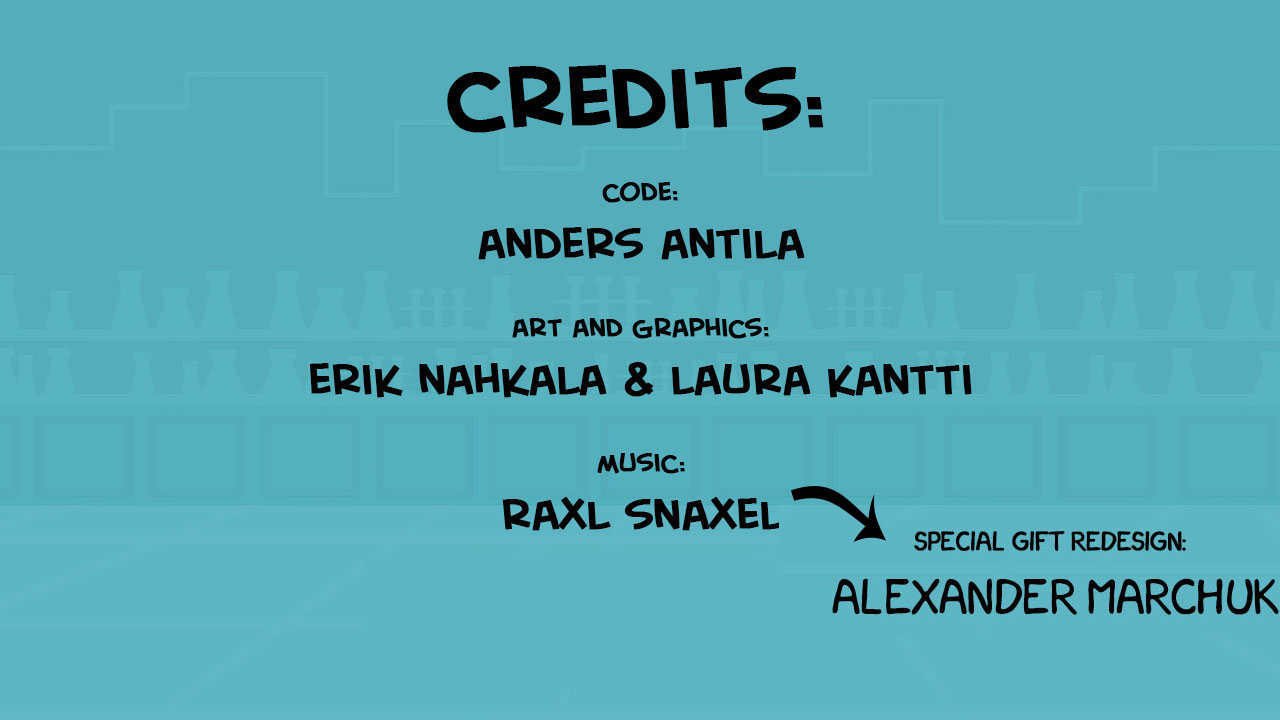 CREDITS:
CODE:
ANDERS ANTILA
ART AND GRAPHICS:
ERIK NAHKALA & LAURA KANTTI
MUSIC:
RAXL SNAXEL
SPECIAL GIFT REDESIGN:
ALEXANDER MARCHUK